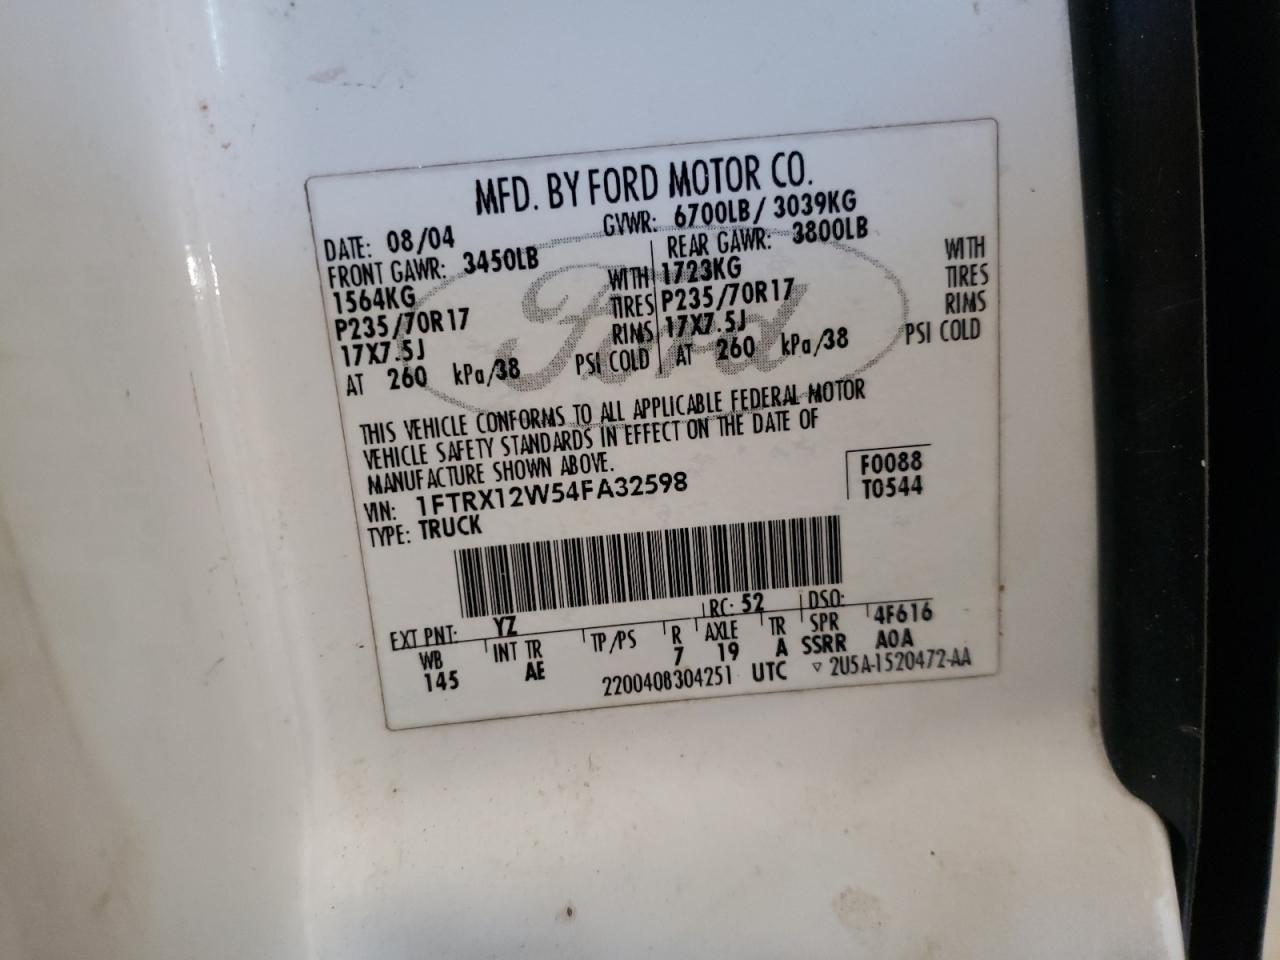 MFD. BY FORD MOTOR CO.
DATE: 08/04 GVWR: 6700LB/ 3039KG
FRONT GAWR: 3450LB REAR GAWR: 3800LB
1564KG WITH 1723KG WITH
P235/70R17 TIRES P235/70R17 TIRES
17X7.5J RIMS 17X7.5J RIMS
AT 260 kPa/38 PSI COLD AT 260 kPa/38 PSI COLD
Ford
THIS VEHICLE CONFORMS TO ALL APPLICABLE FEDERAL MOTOR
VEHICLE SAFETY STANDARDS IN EFFECT ON THE DATE OF
MANUFACTURE SHOWN ABOVE.
VIN: 1FTRX12W54FA32598 F0088
TYPE: TRUCK T0544
EXT PNT: YZ RC: 52 DSO:
WB INT TR TP/PS R AXLE TR SPR 4F616
145 AE 7 19 A SSRR A0A
2200408304251 UTC ▽ 2U5A-1520472-AA